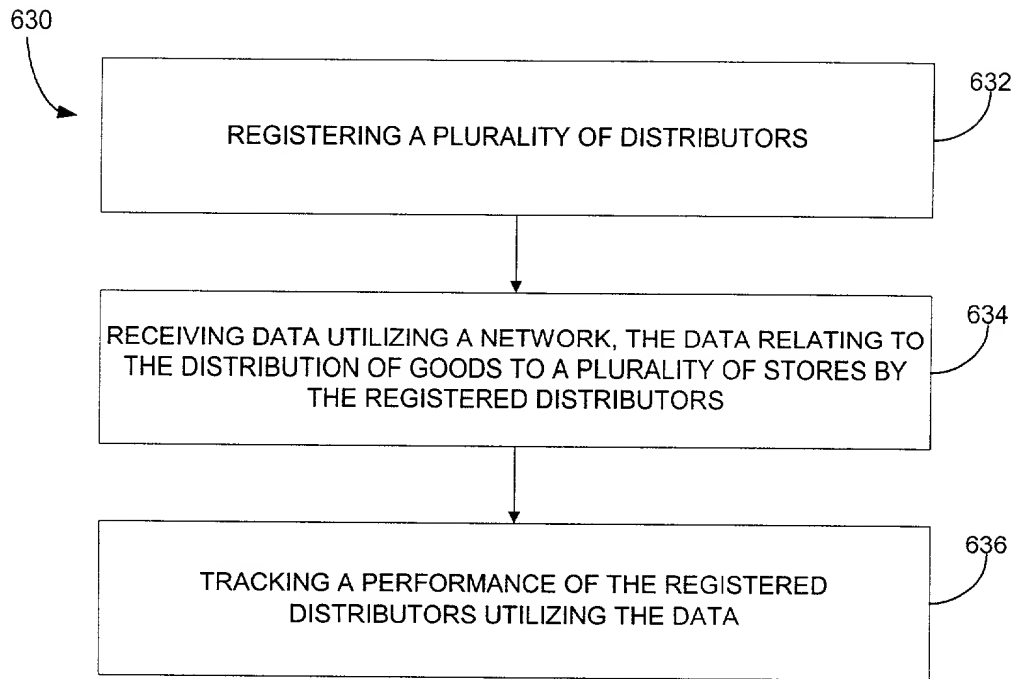 630
632
REGISTERING A PLURALITY OF DISTRIBUTORS
634
RECEIVING DATA UTILIZING A NETWORK, THE DATA RELATING TO
THE DISTRIBUTION OF GOODS TO A PLURALITY OF STORES BY
THE REGISTERED DISTRIBUTORS
636
TRACKING A PERFORMANCE OF THE REGISTERED
DISTRIBUTORS UTILIZING THE DATA